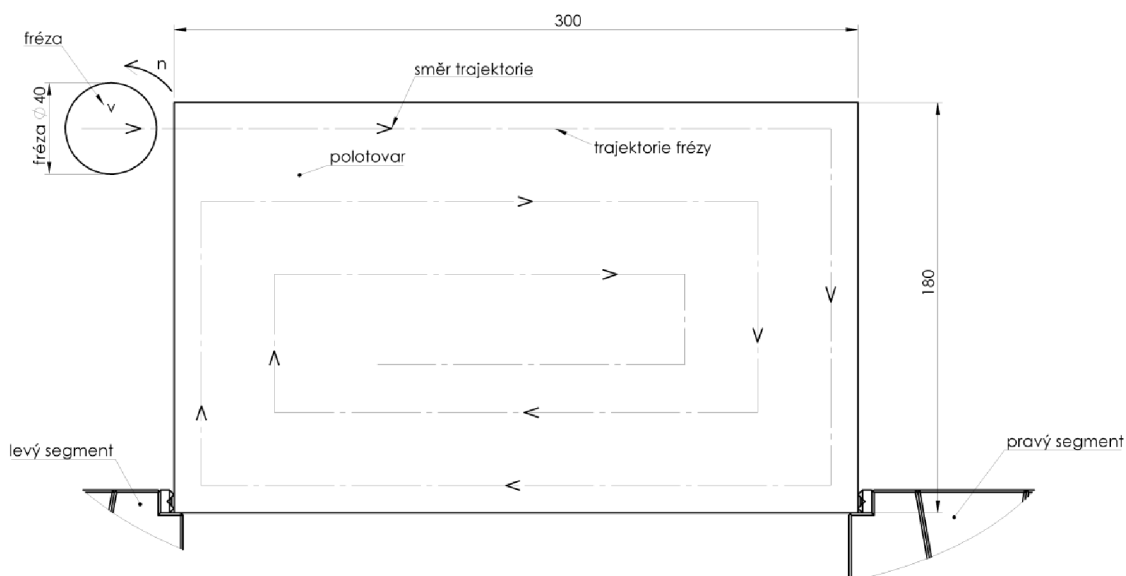 300
fréza
n
směr trajektorie
fréza ∅ 40
v
trajektorie frézy
polotovar
180
levý segment
pravý segment